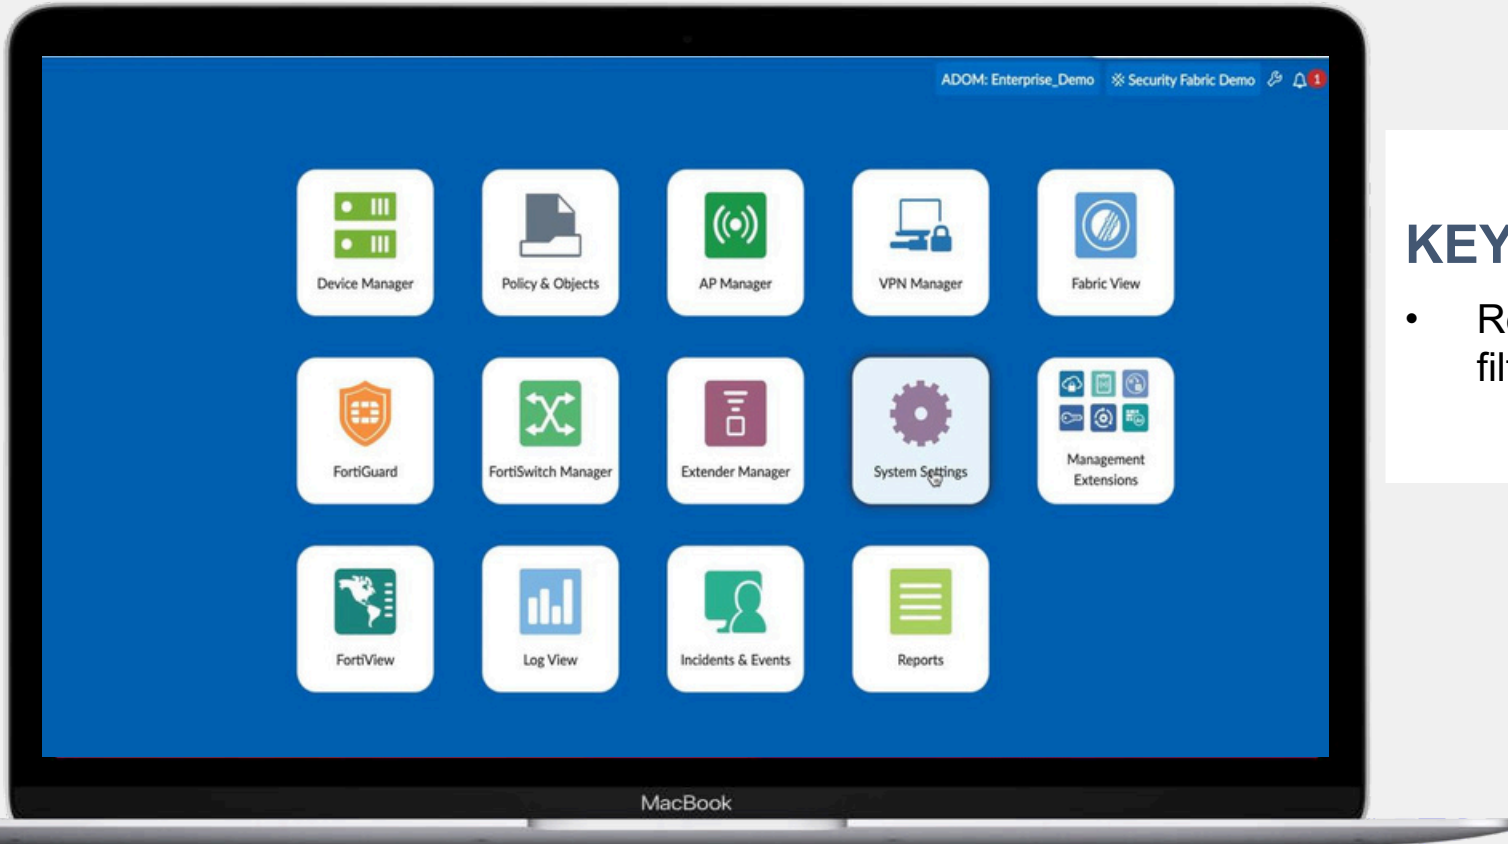 ADOM: Enterprise_Demo Security Fabric Demo 1
Device Manager
Policy & Objects
AP Manager
VPN Manager
Fabric View
FortiGuard
FortiSwitch Manager
Extender Manager
System Settings
Management
Extensions
FortiView
Log View
Incidents & Events
Reports
MacBook
KEY